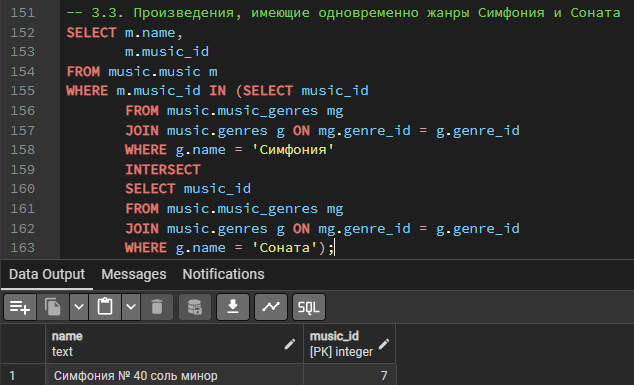 151 -- 3.3. Произведения, имеющие одновременно жанры Симфония и Соната
152 SELECT m.name,
153 m.music_id
154 FROM music.music m
155 WHERE m.music_id IN (SELECT music_id
156 FROM music.music_genres mg
157 JOIN music.genres g ON mg.genre_id = g.genre_id
158 WHERE g.name = 'Симфония'
159 INTERSECT
160 SELECT music_id
161 FROM music.music_genres mg
162 JOIN music.genres g ON mg.genre_id = g.genre_id
163 WHERE g.name = 'Соната');
Data Output Messages Notifications
SQL
name music_id
text [PK] integer
1 Симфония № 40 соль минор 7